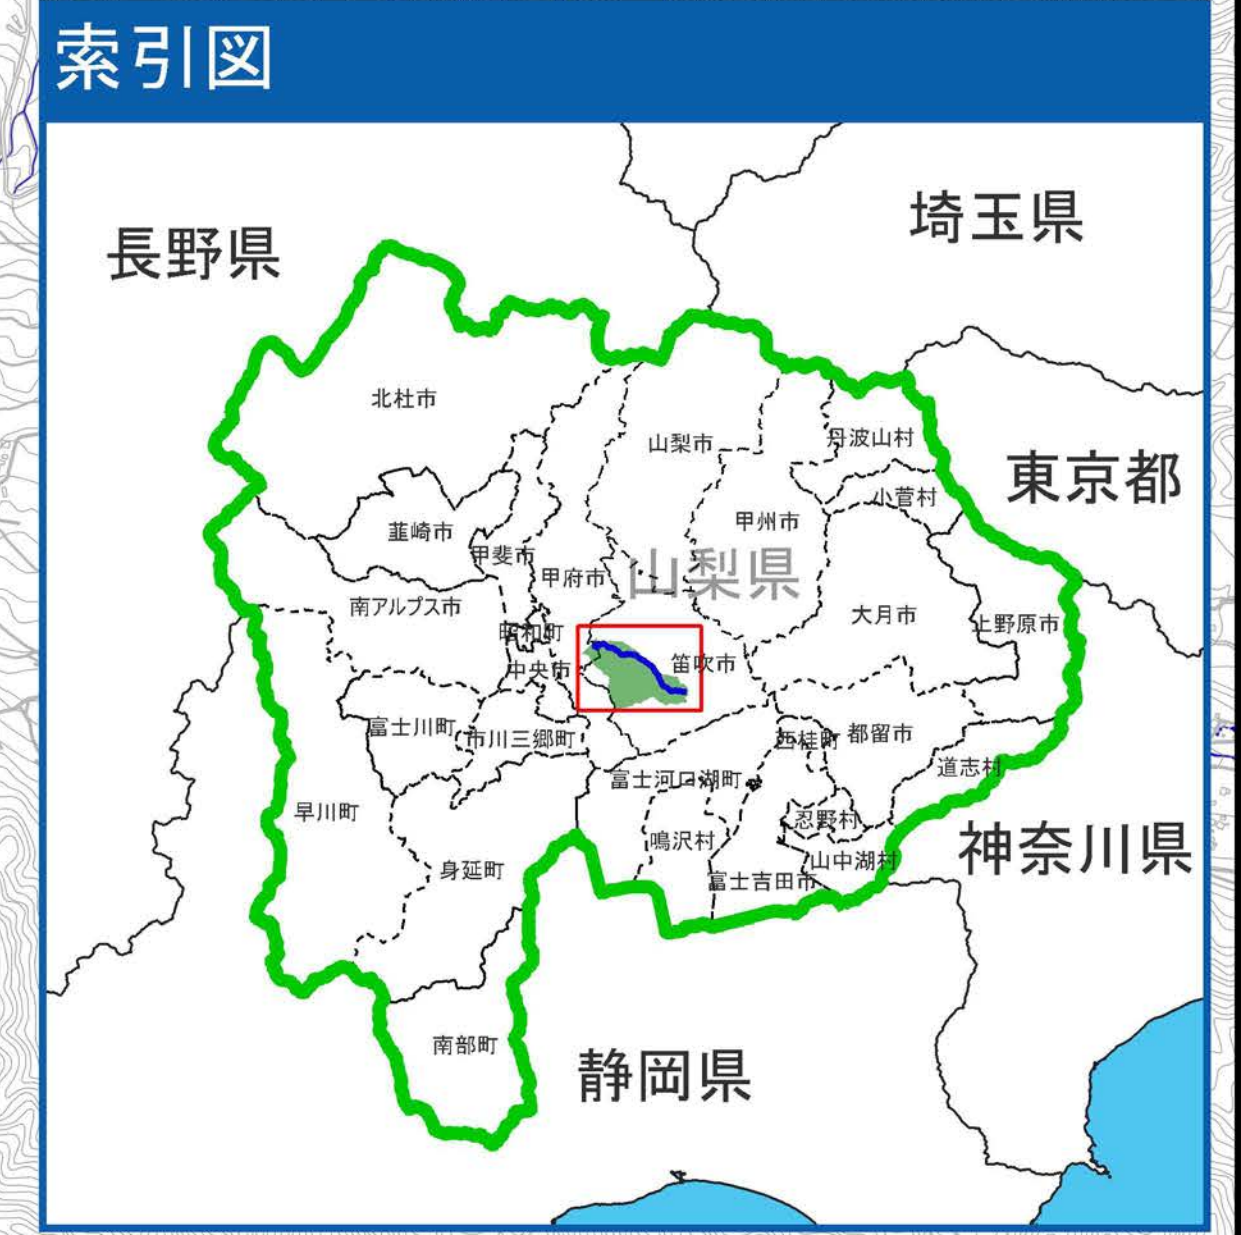 索引図
埼玉県
長野県
北杜市
山梨市
丹波山村
東京都
小菅村
甲州市
韮崎市
甲斐市
甲府市
山梨県
南アルプス市
大月市
上野原市
昭和町
笛吹市
中央市
富士川町
市川三郷町
西桂町
都留市
道志村
富士河口湖町
早川町
忍野村
鳴沢村
神奈川県
山中湖村
身延町
富士吉田市
南部町
静岡県